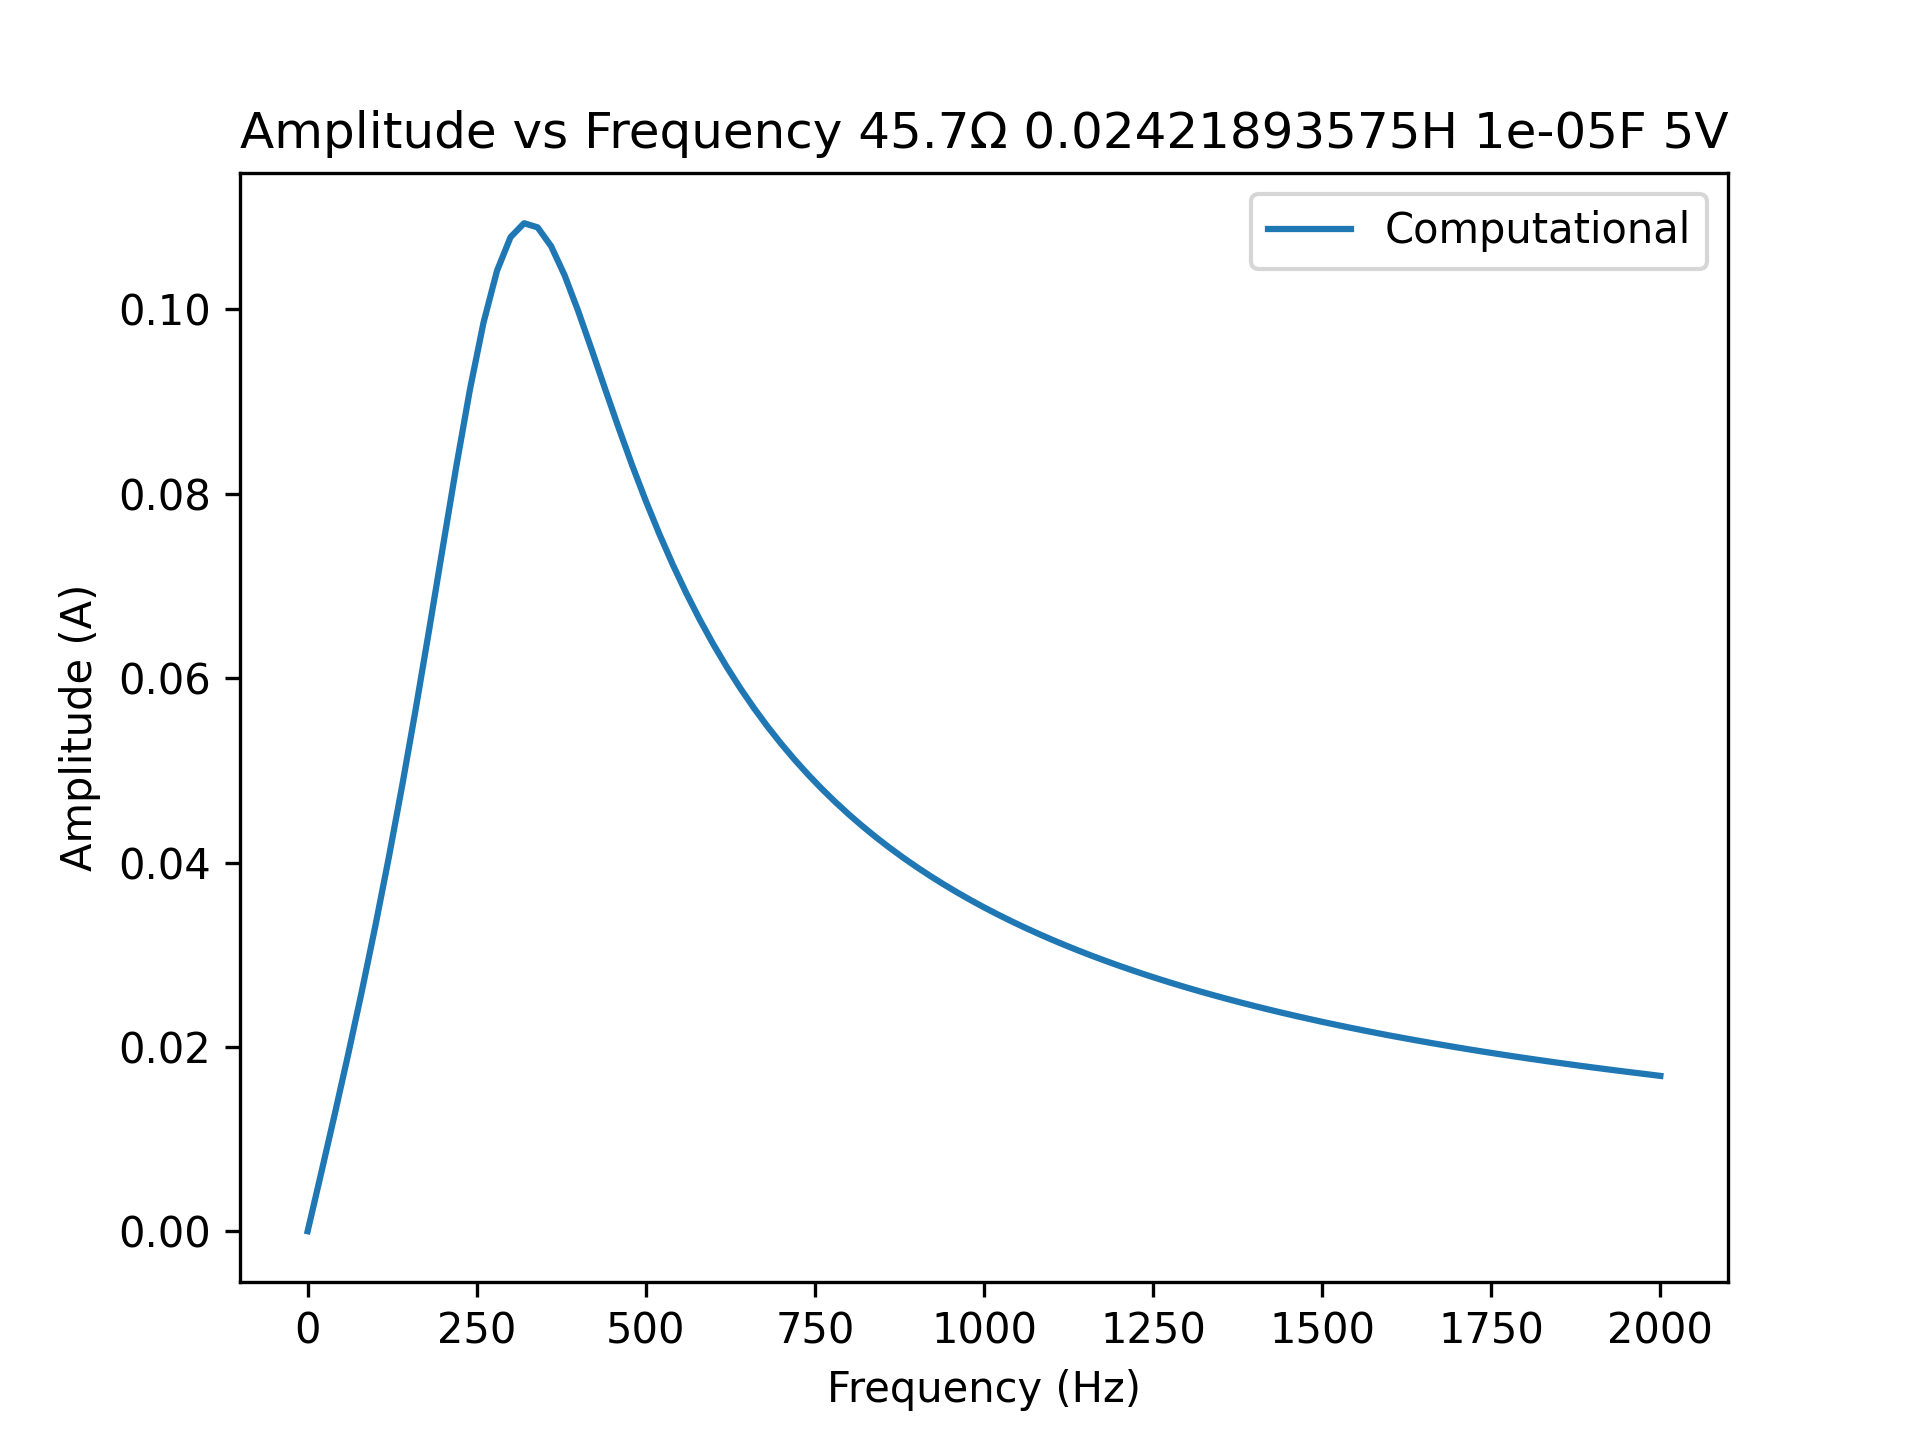 Amplitude vs Frequency 45.7Ω 0.02421893575H 1e-05F 5V
Computational
0.10
0.08
0.06
0.04
0.02
0.00
Amplitude (A)
0 250 500 750 1000 1250 1500 1750 2000
Frequency (Hz)